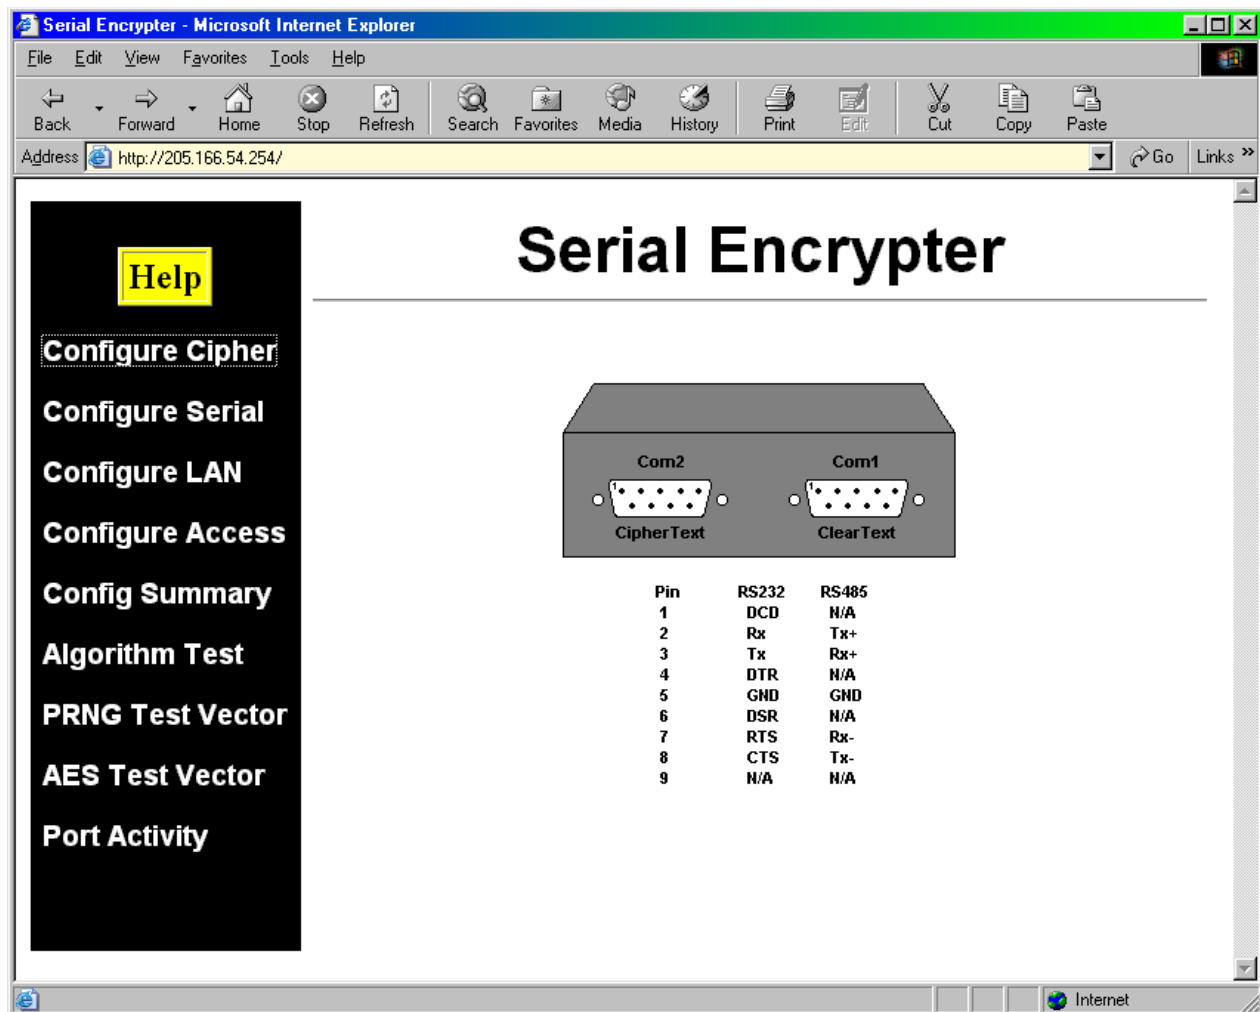 Serial Encrypter - Microsoft Internet Explorer
File Edit View Favorites Tools Help
Back Forward Home Stop Refresh Search Favorites Media History Print Edit Cut Copy Paste
Address http://205.166.54.254/ Go Links »
Help
Configure Cipher
Configure Serial
Configure LAN
Configure Access
Config Summary
Algorithm Test
PRNG Test Vector
AES Test Vector
Port Activity
Serial Encrypter
Com2 Com1
1 1
CipherText ClearText
Pin RS232 RS485
1 DCD N/A
2 Rx Tx+
3 Tx Rx+
4 DTR N/A
5 GND GND
6 DSR N/A
7 RTS Rx-
8 CTS Tx-
9 N/A N/A
Internet